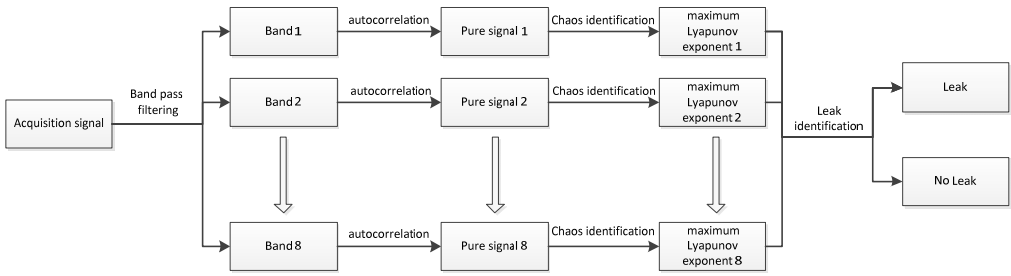 Acquisition signal
Band pass
filtering
Band 1
autocorrelation
Pure signal 1
Chaos identification
maximum
Lyapunov
exponent 1
Band 2
autocorrelation
Pure signal 2
Chaos identification
maximum
Lyapunov
exponent 2
Band 8
autocorrelation
Pure signal 8
Chaos identification
maximum
Lyapunov
exponent 8
Leak
identification
Leak
No Leak